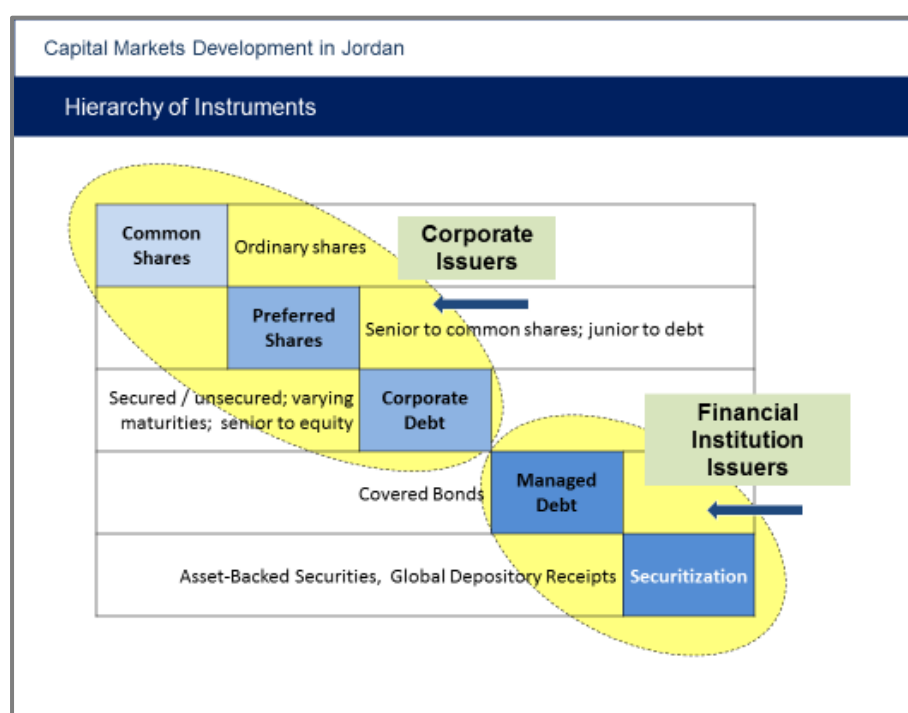 Capital Markets Development in Jordan
Hierarchy of Instruments
Common
Shares
Ordinary shares
Corporate
Issuers
Preferred
Shares
Senior to common shares; junior to debt
Secured / unsecured; varying
maturities; senior to equity
Corporate
Debt
Financial
Institution
Issuers
Covered Bonds
Managed
Debt
Asset-Backed Securities, Global Depository Receipts
Securitization